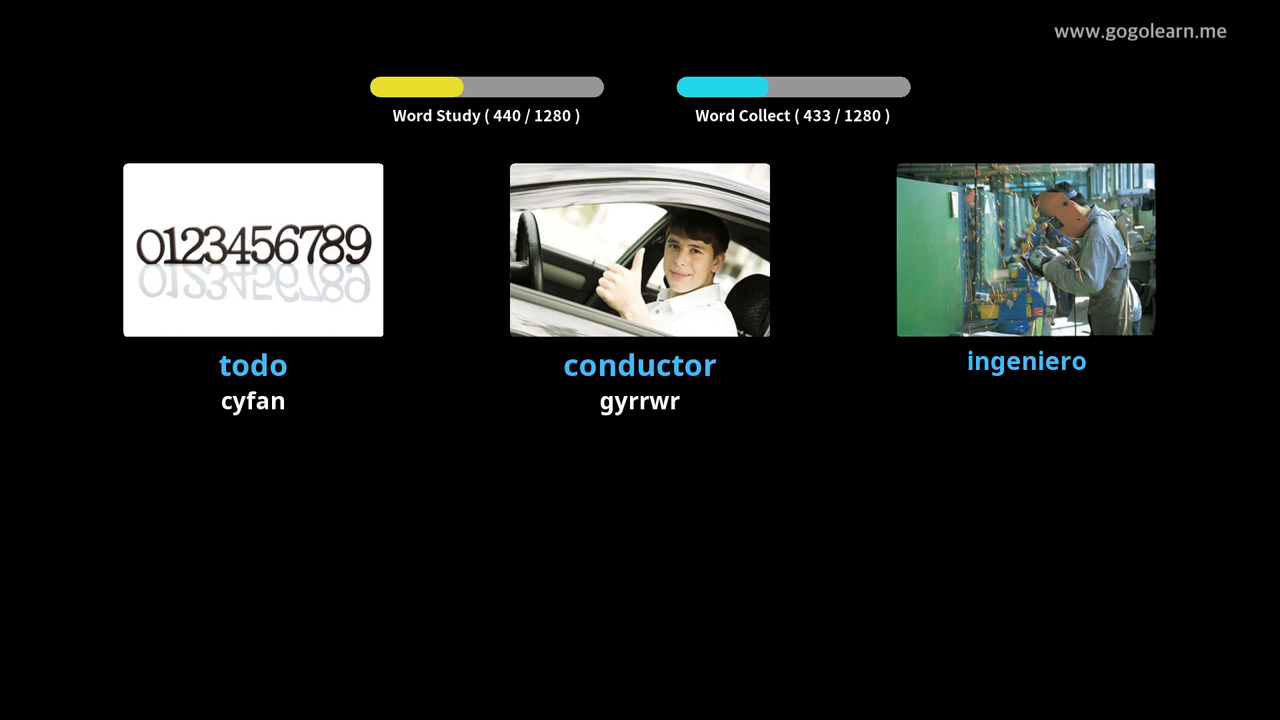 www.gogolearn.me
Word Study ( 440 / 1280 )
Word Collect ( 433 / 1280 )
0123456789
todo
conductor
ingeniero
cyfan
gyrrwr